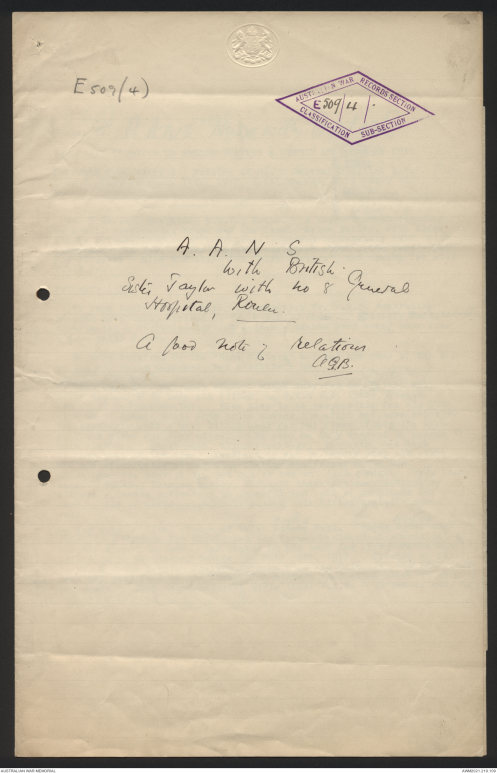 E509/(4)
AUSTRALIAN WAR RECORDS SECTION
E509/4/.
CLASSIFICATION SUB-SECTION
A. A. N. S
with British
Sister Taylor with no 8 General
Hospital, Rouen.
A good note of relations
A.G.B.
AUSTRALIAN WAR MEMORIAL